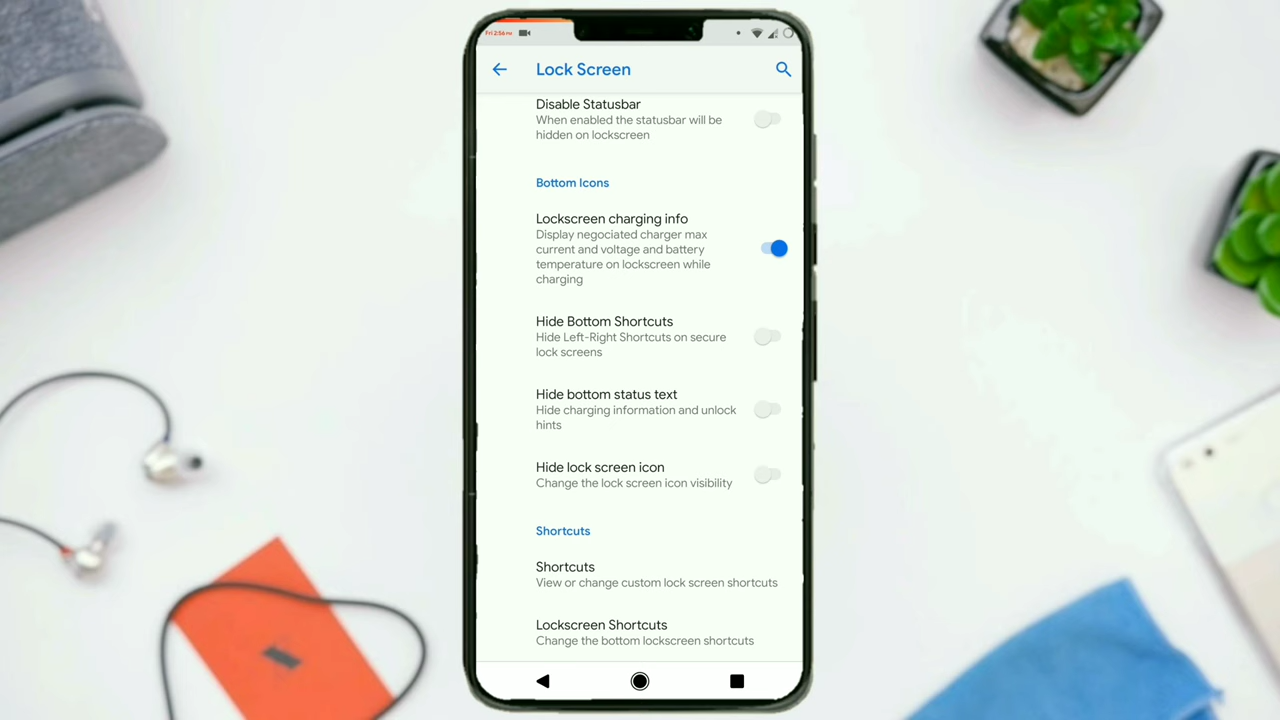 Fri 2:56 PM
Lock Screen
Disable Statusbar
When enabled the statusbar will be
hidden on lockscreen
Bottom Icons
Lockscreen charging info
Display negociated charger max
current and voltage and battery
temperature on lockscreen while
charging
Hide Bottom Shortcuts
Hide Left-Right Shortcuts on secure
lock screens
Hide bottom status text
Hide charging information and unlock
hints
Hide lock screen icon
Change the lock screen icon visibility
Shortcuts
Shortcuts
View or change custom lock screen shortcuts
Lockscreen Shortcuts
Change the bottom lockscreen shortcuts